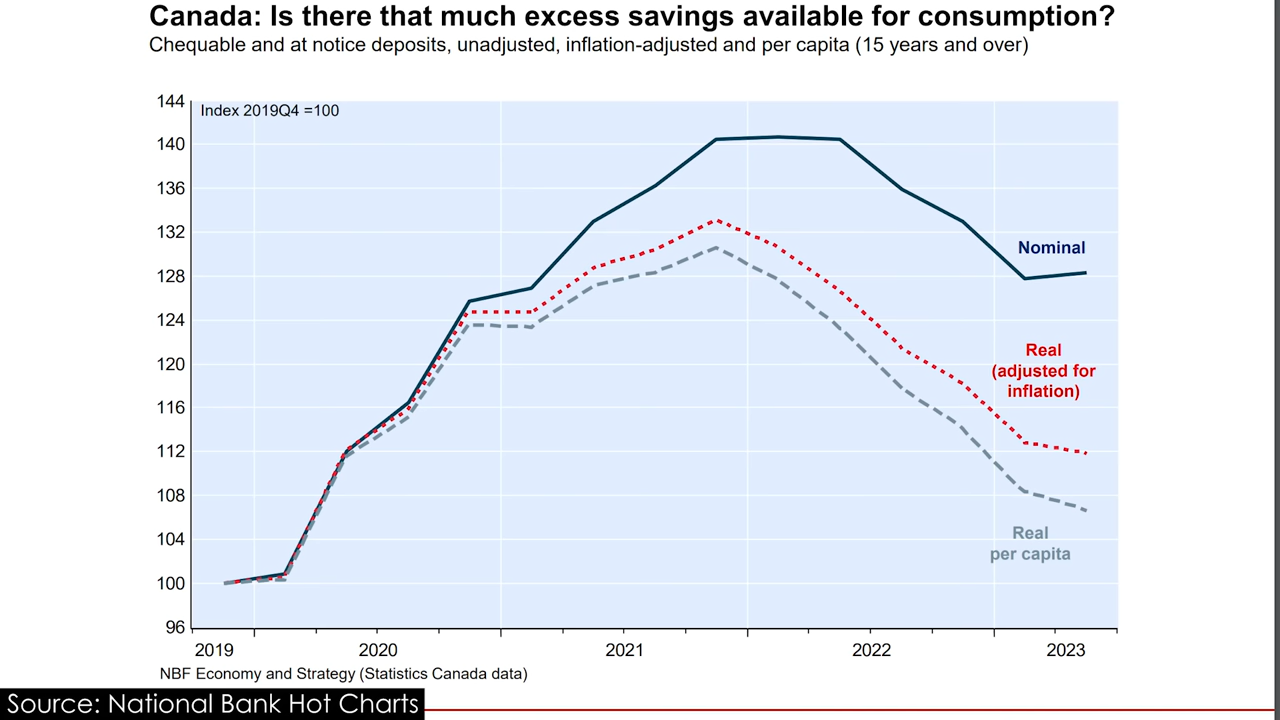 Canada: Is there that much excess savings available for consumption?
Chequable and at notice deposits, unadjusted, inflation-adjusted and per capita (15 years and over)
Index 2019Q4 =100
144
140
136
132
128
124
120
116
112
108
104
100
96
Nominal
Real
(adjusted for
inflation)
Real
per capita
2019 2020 2021 2022 2023
NBF Economy and Strategy (Statistics Canada data)
Source: National Bank Hot Charts